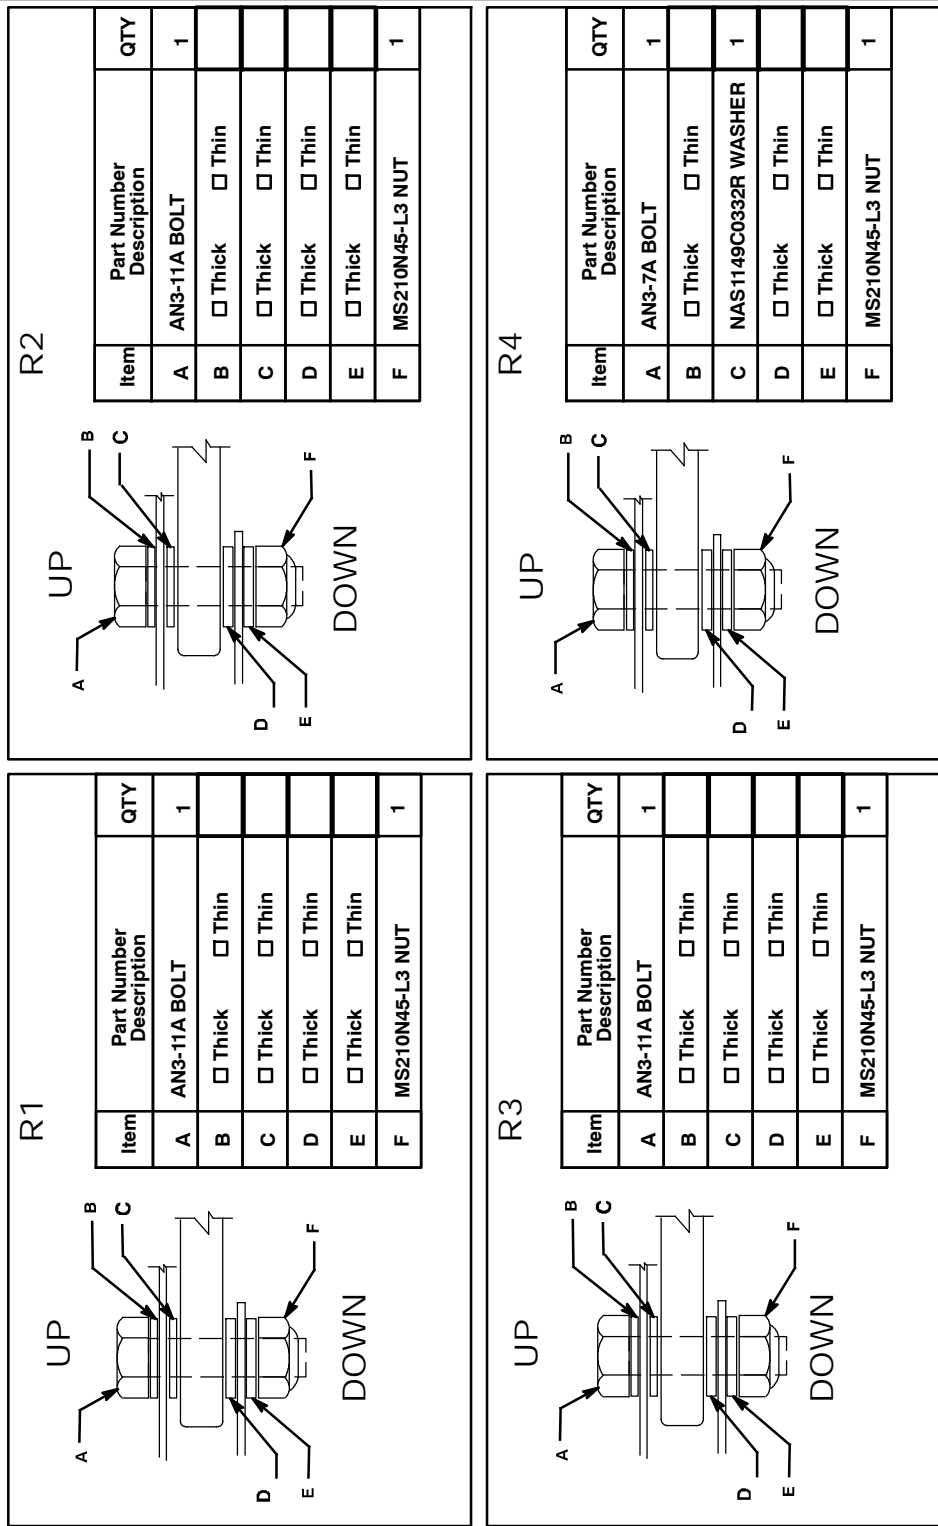 R1
UP
A
B
C
D
E
F
DOWN
Item Part Number Description QTY
A AN3-11A BOLT 1
B ☐ Thick ☐ Thin
C ☐ Thick ☐ Thin
D ☐ Thick ☐ Thin
E ☐ Thick ☐ Thin
F MS210N45-L3 NUT 1
R2
UP
A
B
C
D
E
F
DOWN
Item Part Number Description QTY
A AN3-11A BOLT 1
B ☐ Thick ☐ Thin
C ☐ Thick ☐ Thin
D ☐ Thick ☐ Thin
E ☐ Thick ☐ Thin
F MS210N45-L3 NUT 1
R3
UP
A
B
C
D
E
F
DOWN
Item Part Number Description QTY
A AN3-11A BOLT 1
B ☐ Thick ☐ Thin
C ☐ Thick ☐ Thin
D ☐ Thick ☐ Thin
E ☐ Thick ☐ Thin
F MS210N45-L3 NUT 1
R4
UP
A
B
C
D
E
F
DOWN
Item Part Number Description QTY
A AN3-7A BOLT 1
B ☐ Thick ☐ Thin
C NAS1149C0332R WASHER 1
D ☐ Thick ☐ Thin
E ☐ Thick ☐ Thin
F MS210N45-L3 NUT 1